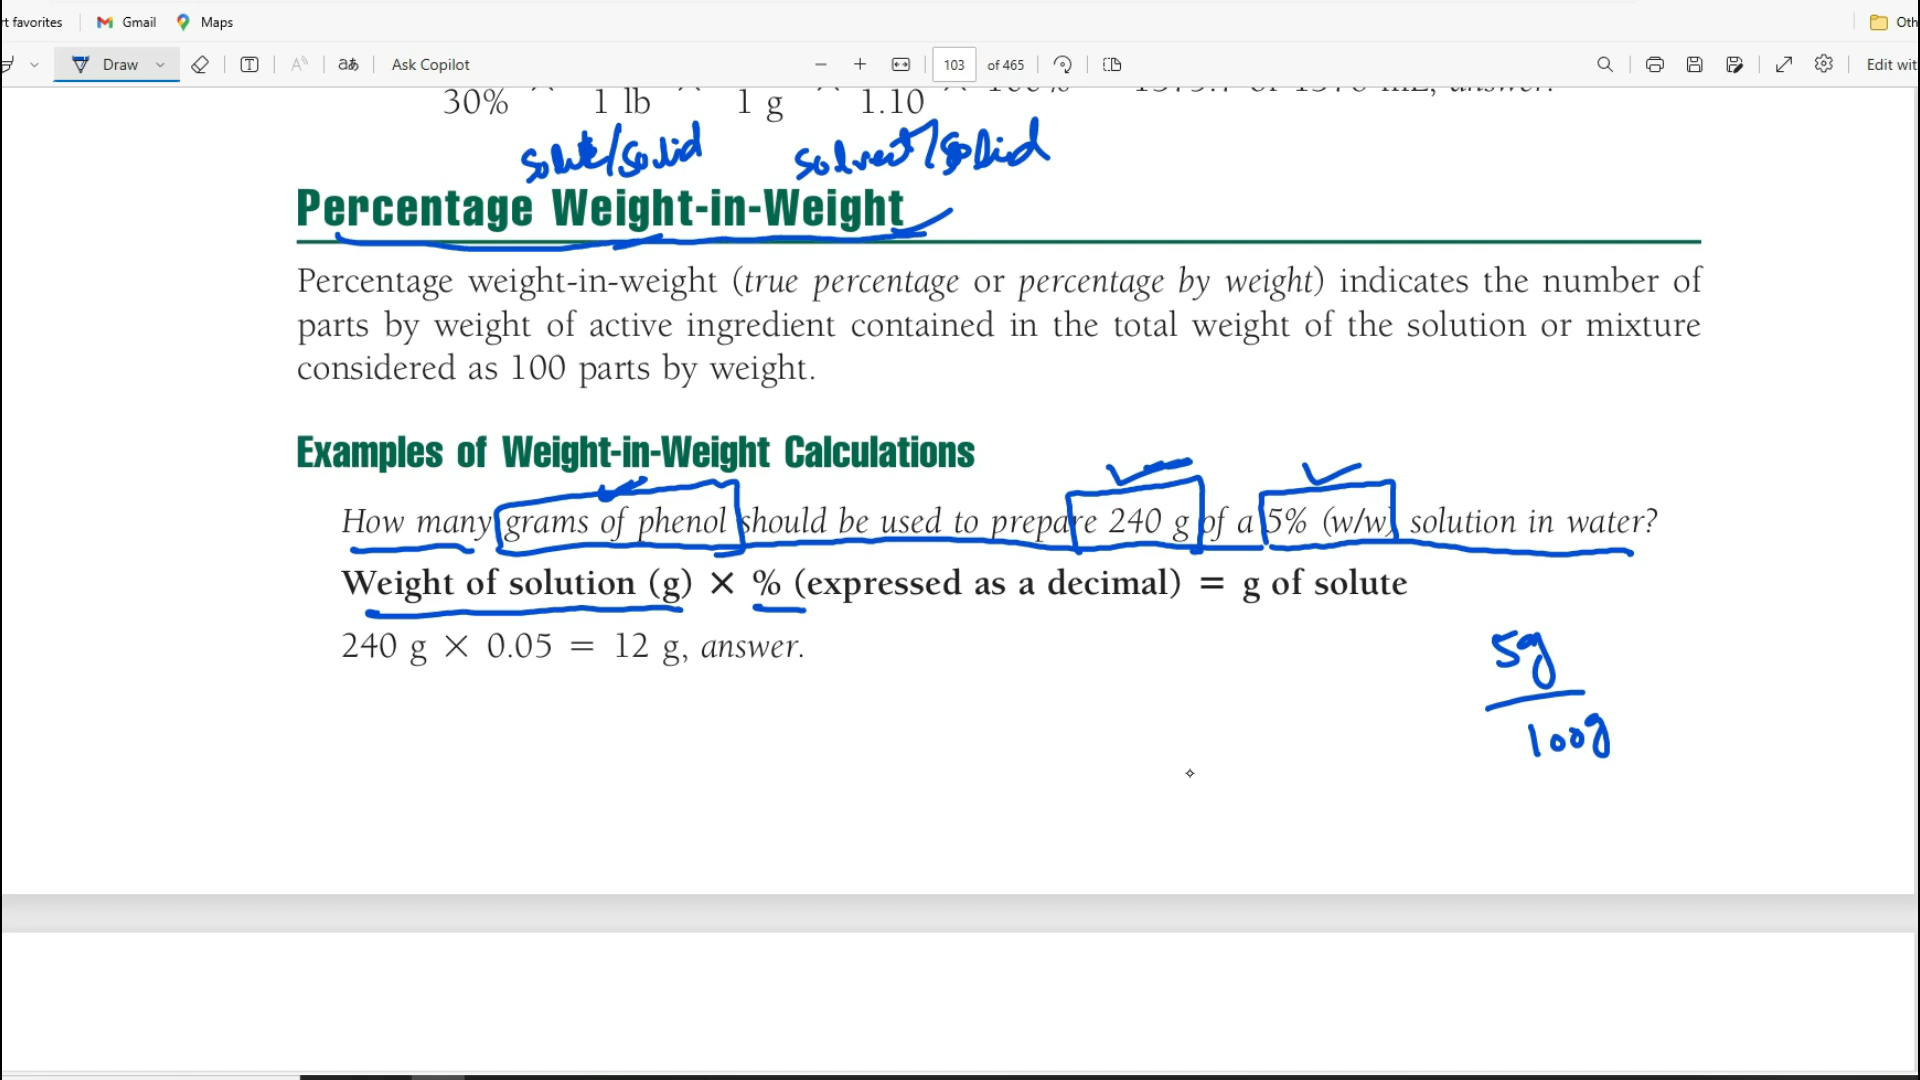 rt favorites Gmail Maps Oth
Draw Ask Copilot 103 of 465 Edit wit
30% × 1 lb × 1 g × 1.10 × 100%
solute/solid solvent/solid
Percentage Weight-in-Weight
Percentage weight-in-weight (true percentage or percentage by weight) indicates the number of
parts by weight of active ingredient contained in the total weight of the solution or mixture
considered as 100 parts by weight.
Examples of Weight-in-Weight Calculations
How many grams of phenol should be used to prepare 240 g of a 5% (w/w) solution in water?
Weight of solution (g) × % (expressed as a decimal) = g of solute
240 g × 0.05 = 12 g, answer.
5g
100g